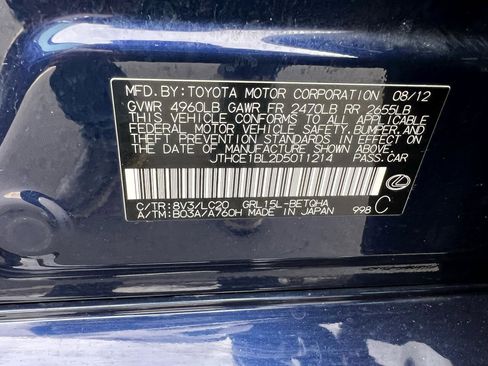 MFD.BY:TOYOTA MOTOR CORPORATION 08/12
GVWR 4960LB GAWR FR 2470LB RR 2655LB
THIS VEHICLE CONFORMS TO ALL APPLICABLE
FEDERAL MOTOR VEHICLE SAFETY,BUMPER,AND
THEFT PREVENTION STANDARDS IN EFFECT ON
THE DATE OF MANUFACTURE SHOWN ABOVE.
JTHCE1BL2D5011214 PASS.CAR
C/TR:8V3/LC20 GRL15L-BETQHA
A/TM:B03A/A760H MADE IN JAPAN 998 C